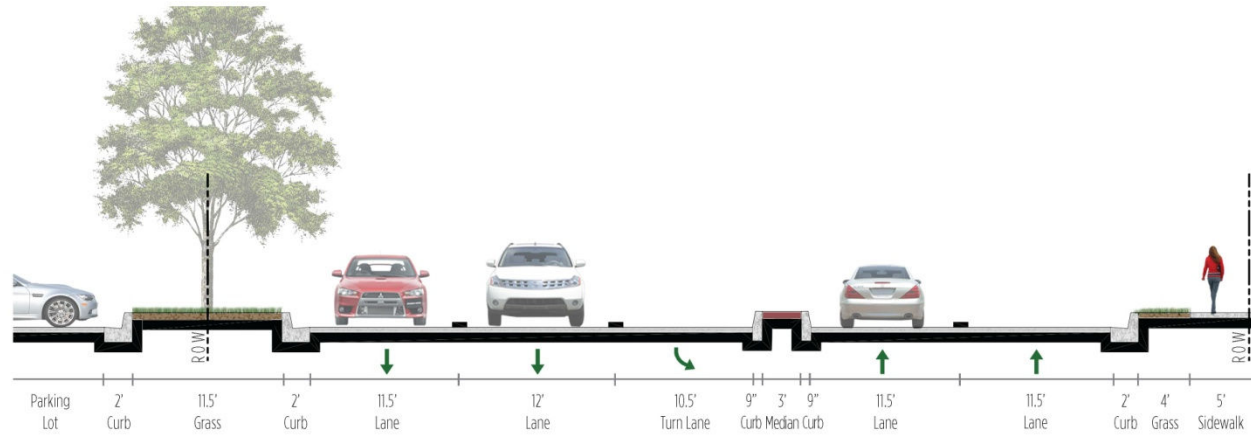 ROW
ROW
Parking Lot
2' Curb
11.5' Grass
2' Curb
11.5' Lane
12' Lane
10.5' Turn Lane
9" Curb
3' Median
9" Curb
11.5' Lane
11.5' Lane
2' Curb
4' Grass
5' Sidewalk